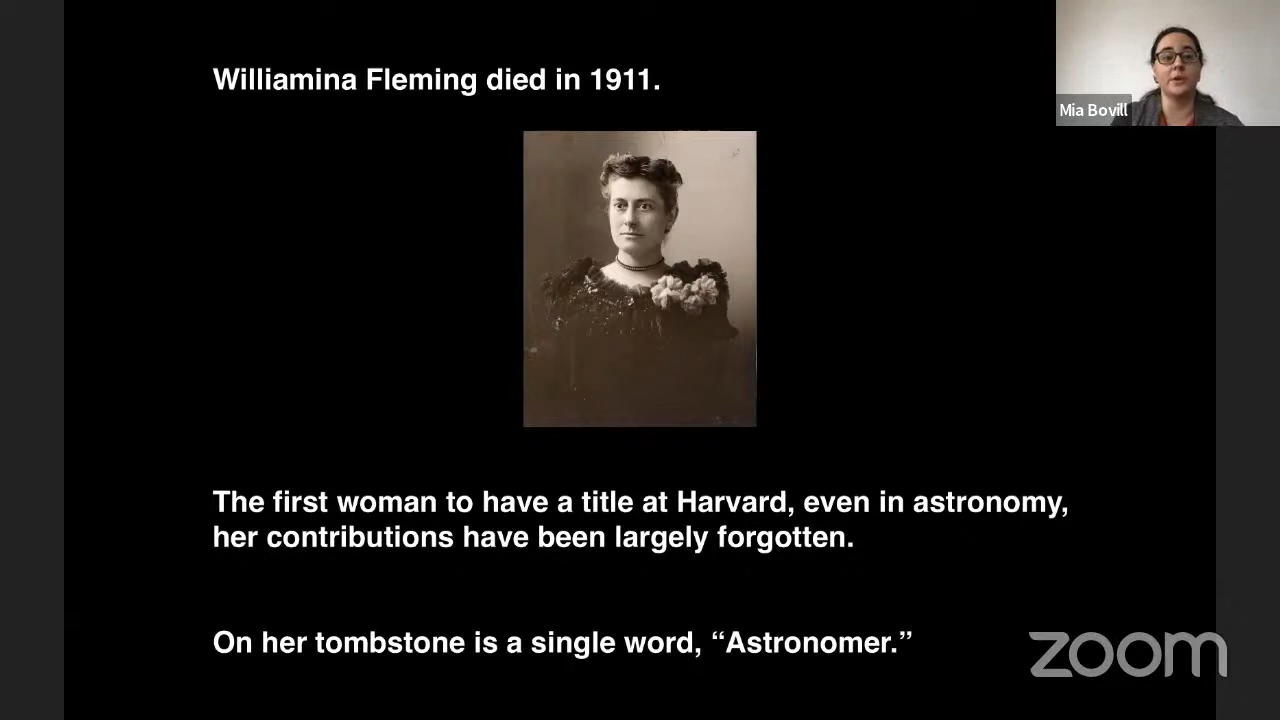 Williamina Fleming died in 1911.
Mia Bovill
The first woman to have a title at Harvard, even in astronomy,
her contributions have been largely forgotten.
On her tombstone is a single word, “Astronomer.”
zoom